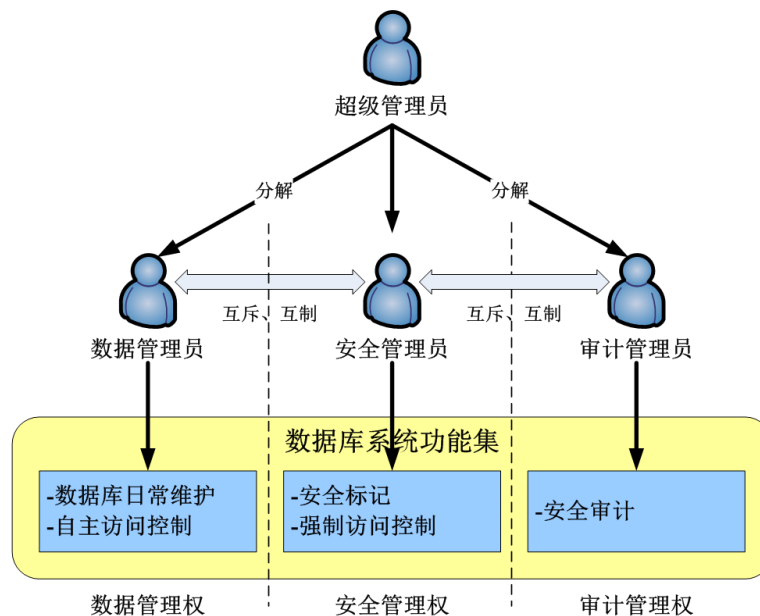 超级管理员
分解
分解
互斥、互制
互斥、互制
数据管理员
安全管理员
审计管理员
数据库系统功能集
-数据库日常维护
-自主访问控制
-安全标记
-强制访问控制
-安全审计
数据管理权
安全管理权
审计管理权